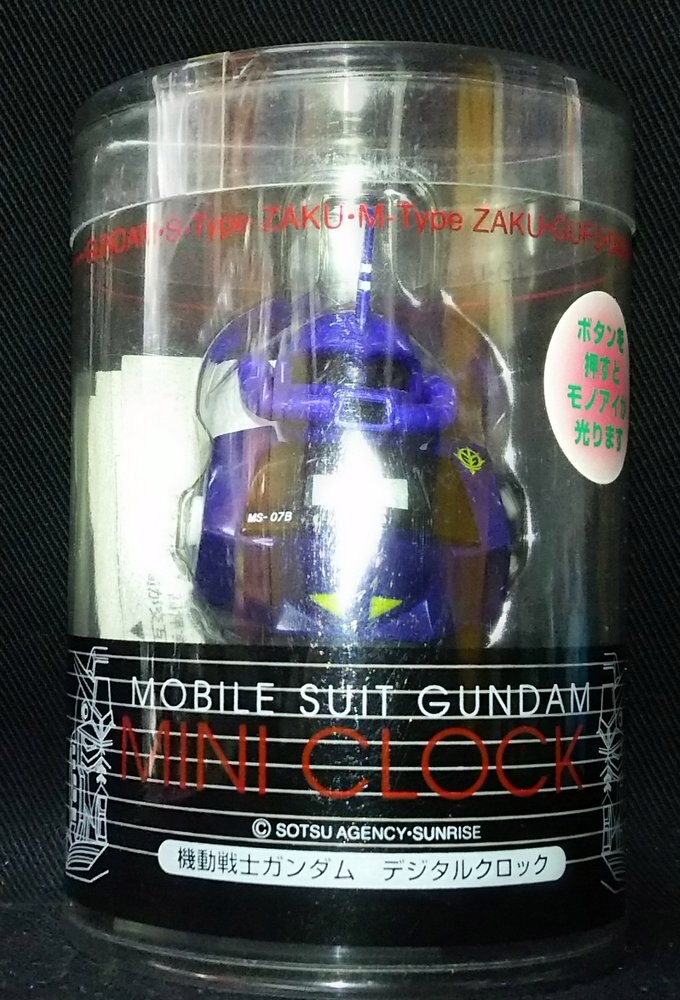 GUNDAM・S-Type ZAKU・M-Type ZAKU・GUFU・
ボタンを
押すと
モノアイが
光ります
MS-07B
MOBILE SUIT GUNDAM
MINI CLOCK
© SOTSU AGENCY・SUNRISE
機動戦士ガンダム デジタルクロック